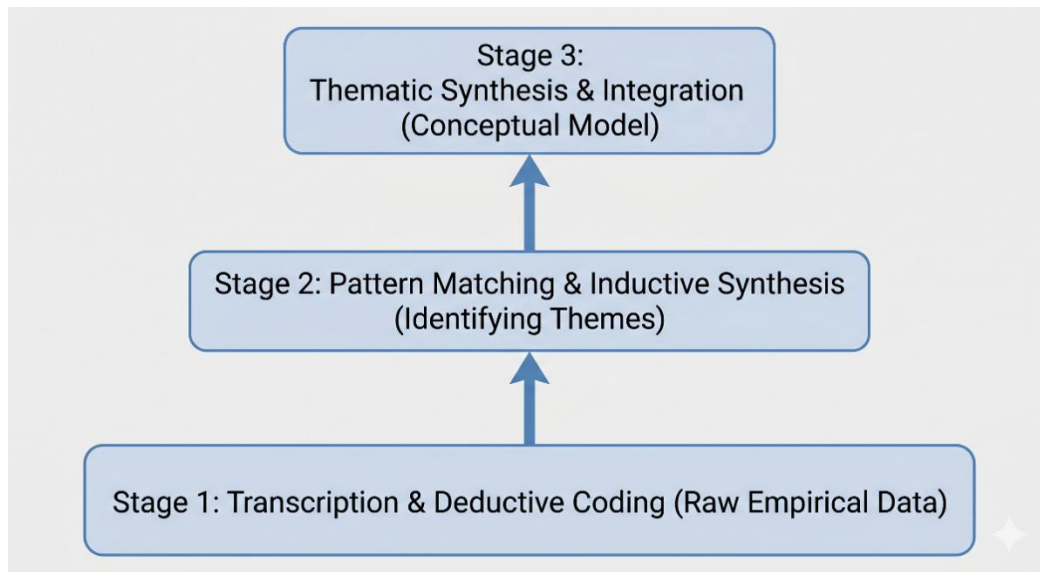 Stage 3:
Thematic Synthesis & Integration
(Conceptual Model)
Stage 2: Pattern Matching & Inductive Synthesis
(Identifying Themes)
Stage 1: Transcription & Deductive Coding (Raw Empirical Data)